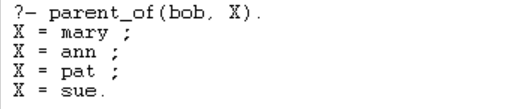 ?- parent_of(bob, X).
X = mary ;
X = ann ;
X = pat ;
X = sue.